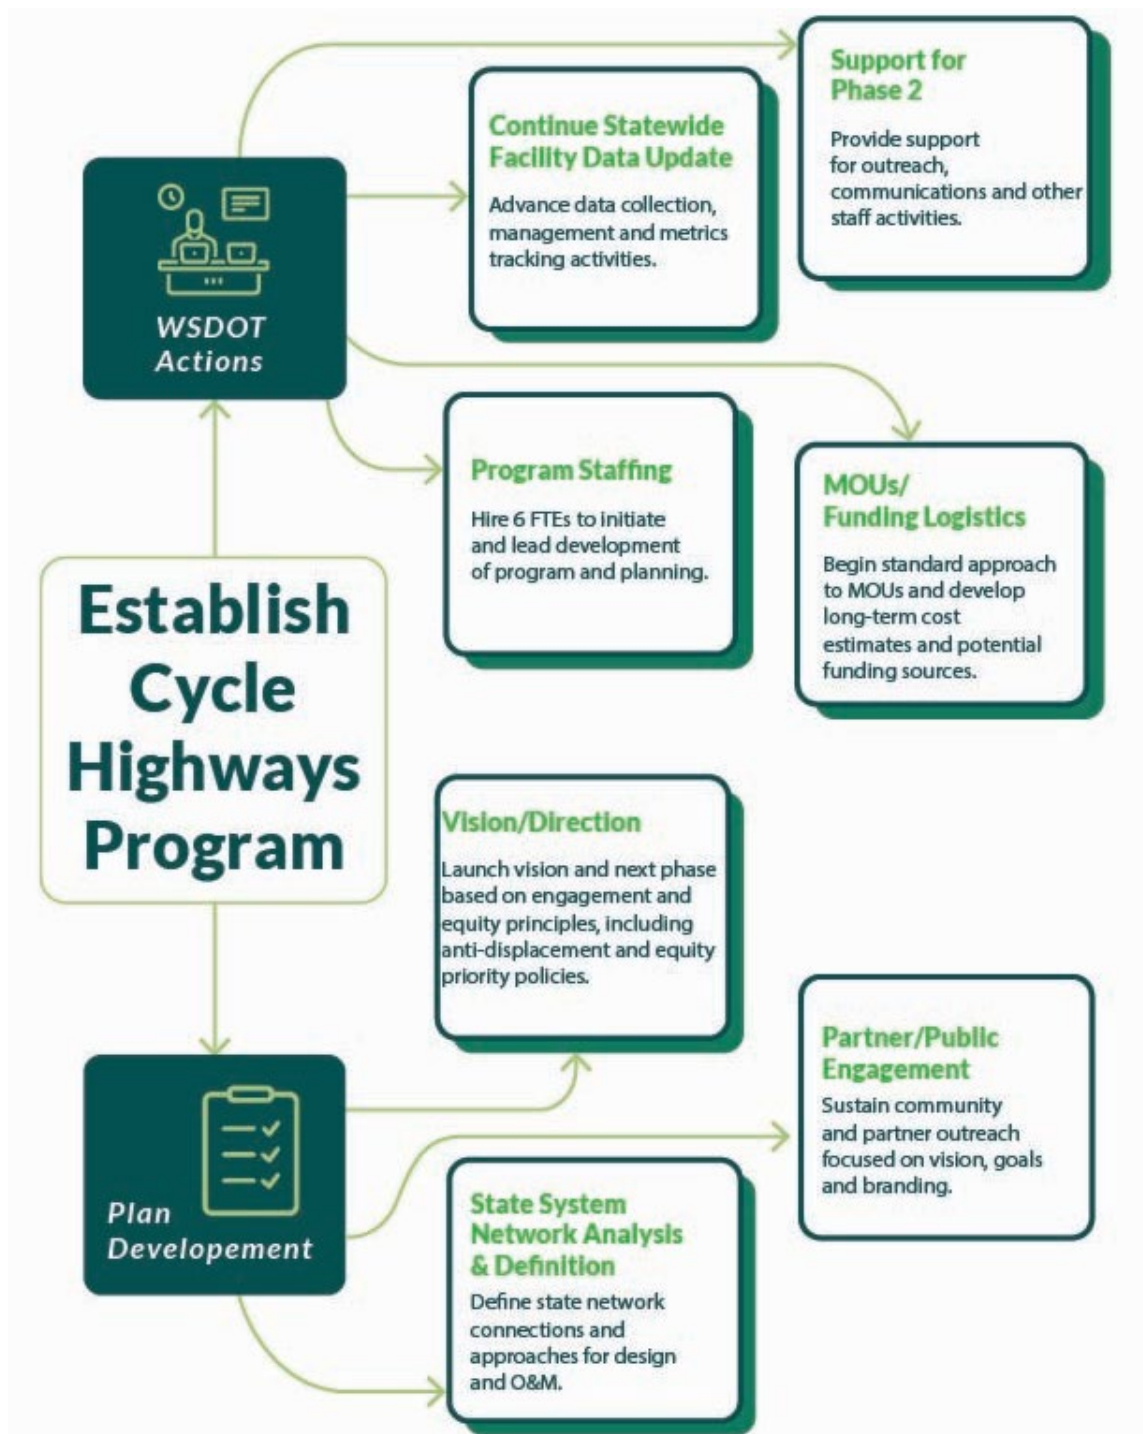 Support for
Phase 2
Provide support
for outreach,
communications and other
staff activities.
Continue Statewide
Facility Data Update
Advance data collection,
management and metrics
tracking activities.
WSDOT
Actions
Program Staffing
Hire 6 FTEs to initiate
and lead development
of program and planning.
MOUs/
Funding Logistics
Begin standard approach
to MOUs and develop
long-term cost
estimates and potential
funding sources.
Establish
Cycle
Highways
Program
Vision/Direction
Launch vision and next phase
based on engagement and
equity principles, including
anti-displacement and equity
priority policies.
Partner/Public
Engagement
Sustain community
and partner outreach
focused on vision, goals
and branding.
Plan
Developement
State System
Network Analysis
& Definition
Define state network
connections and
approaches for design
and O&M.